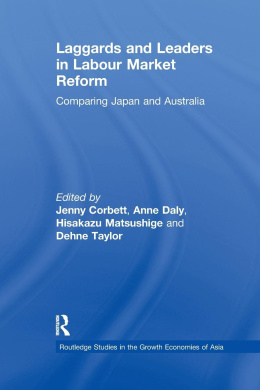 Laggards and Leaders
in Labour Market
Reform
Comparing Japan and Australia
Edited by
Jenny Corbett, Anne Daly,
Hisakazu Matsushige and
Dehne Taylor
R
Routledge Studies in the Growth Economies of Asia